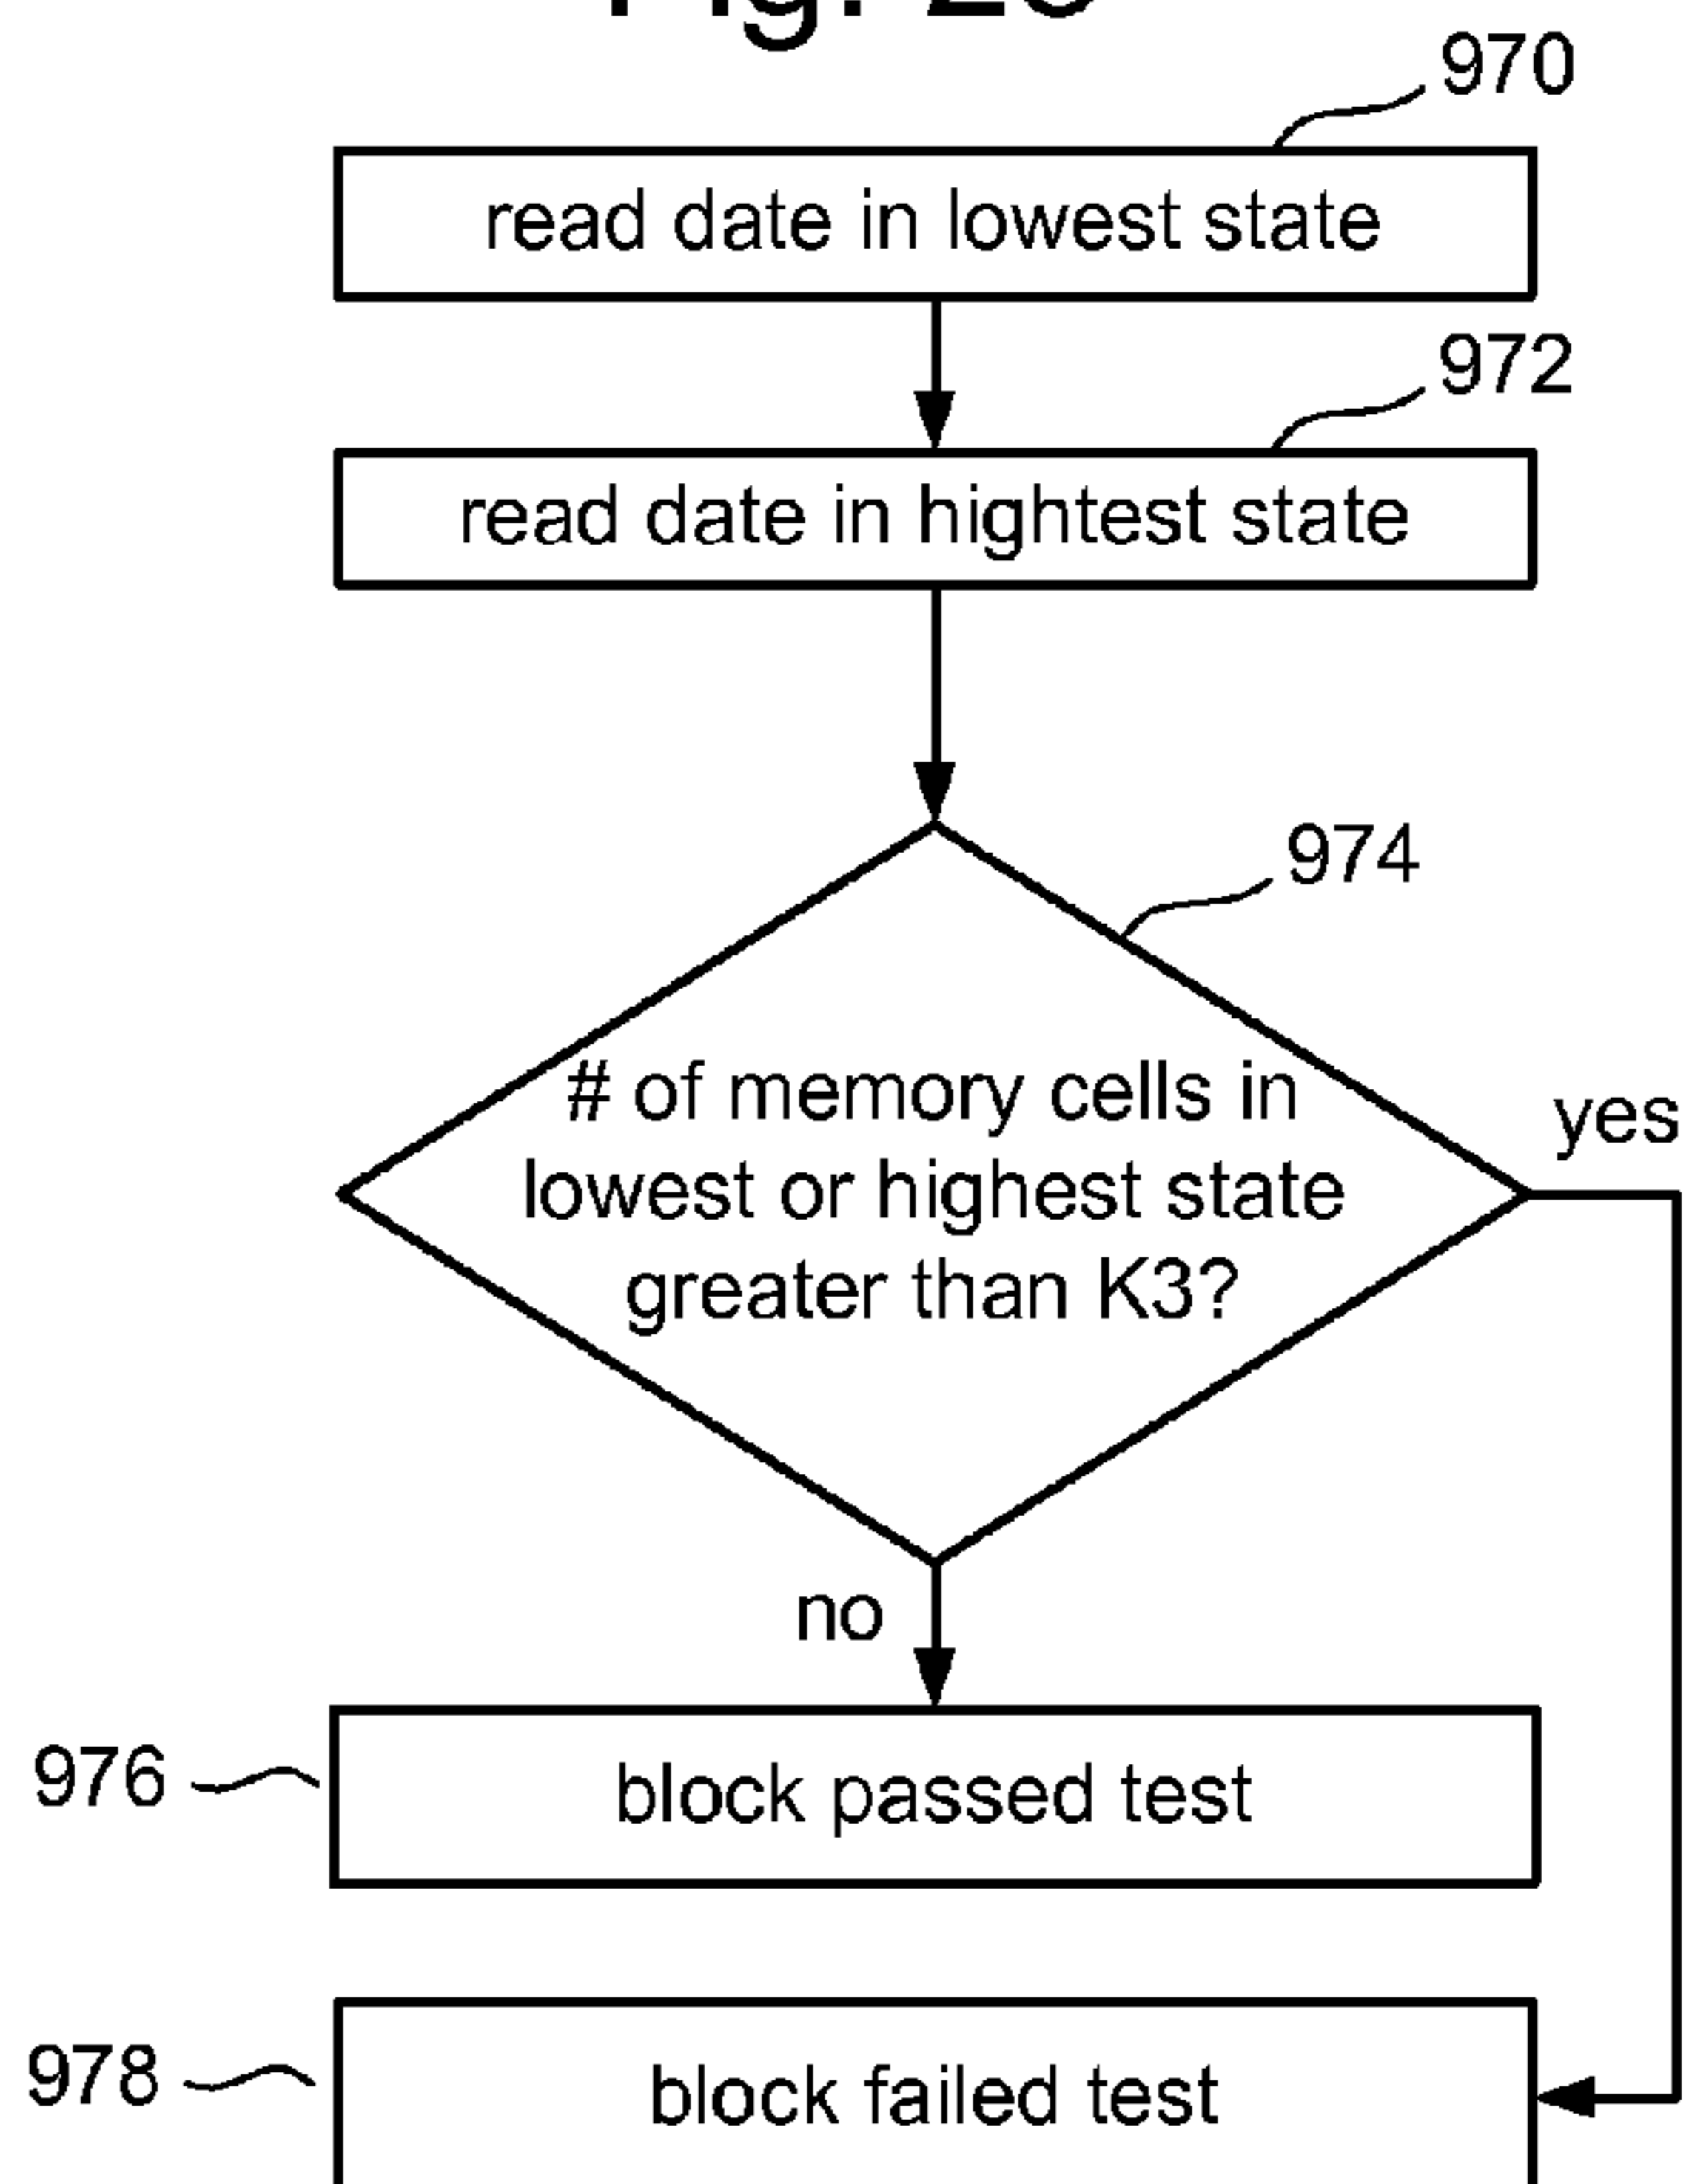 970
read date in lowest state
972
read date in hightest state
974
# of memory cells in
lowest or highest state
greater than K3?
yes
no
976
block passed test
978
block failed test